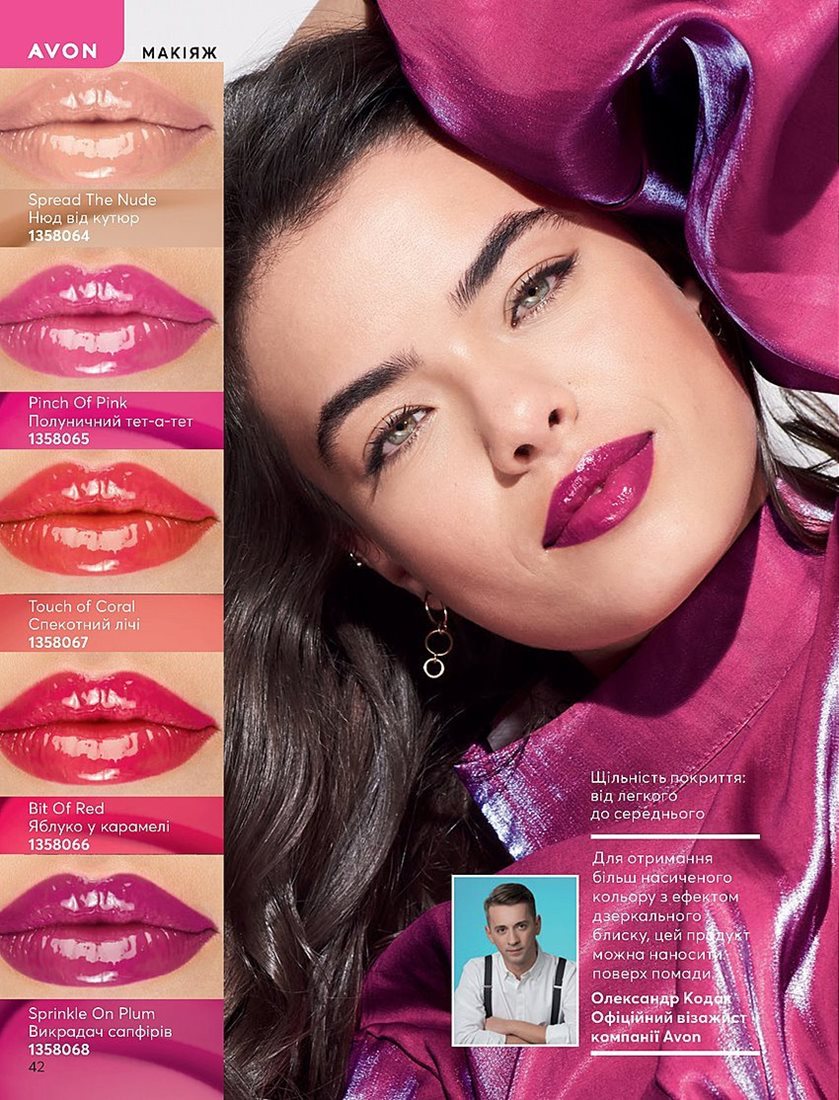 AVON
МАКІЯЖ
Spread The Nude
Нюд від кутюр
1358064
Pinch Of Pink
Полуничний тет-а-тет
1358065
Touch of Coral
Спекотний лічі
1358067
Bit Of Red
Яблуко у карамелі
1358066
Sprinkle On Plum
Викрадач сапфірів
1358068
42
Щільність покриття:
від легкого
до середнього
Для отримання
більш насиченого
кольору з ефектом
дзеркального
блиску, цей продукт
можна наносити
поверх помади.
Олександр Кодак
Офіційний візажист
компанії Avon